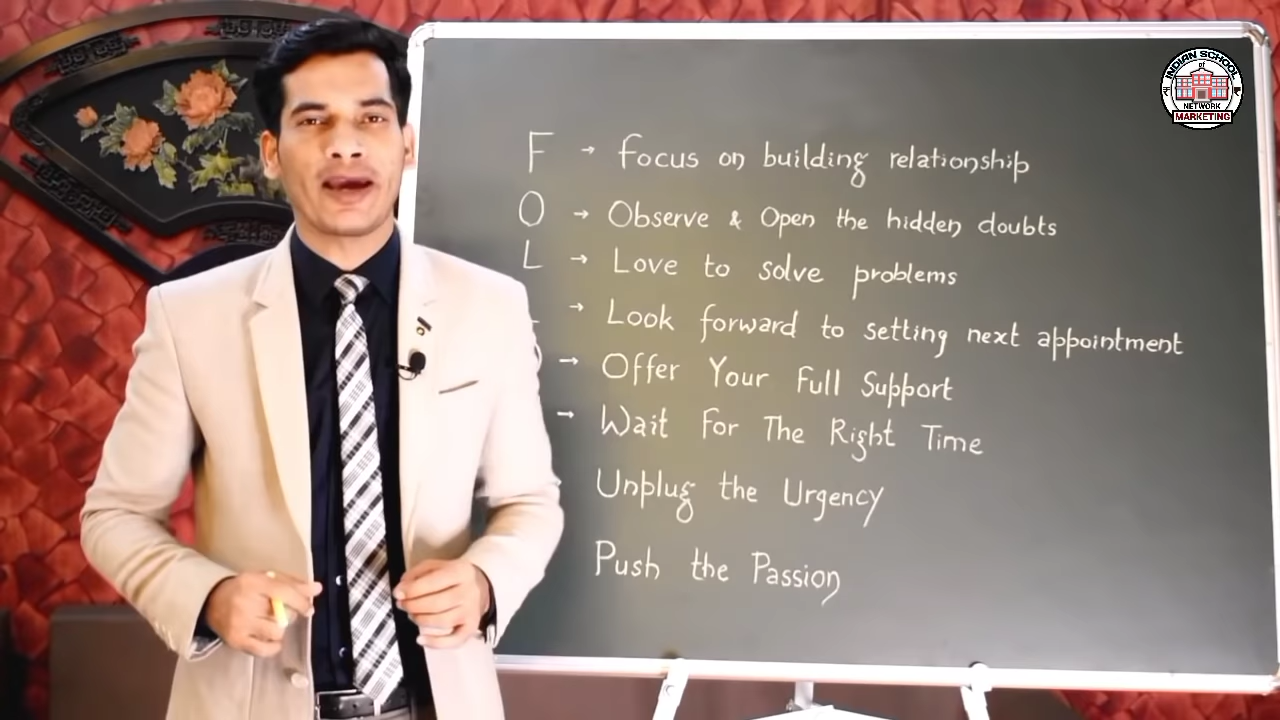 INDIAN SCHOOL
of
NETWORK
MARKETING
F → Focus on building relationship
O → Observe & Open the hidden doubts
L → Love to solve problems
→ Look forward to setting next appointment
→ Offer Your Full Support
→ Wait For The Right Time
Unplug the Urgency
Push the Passion